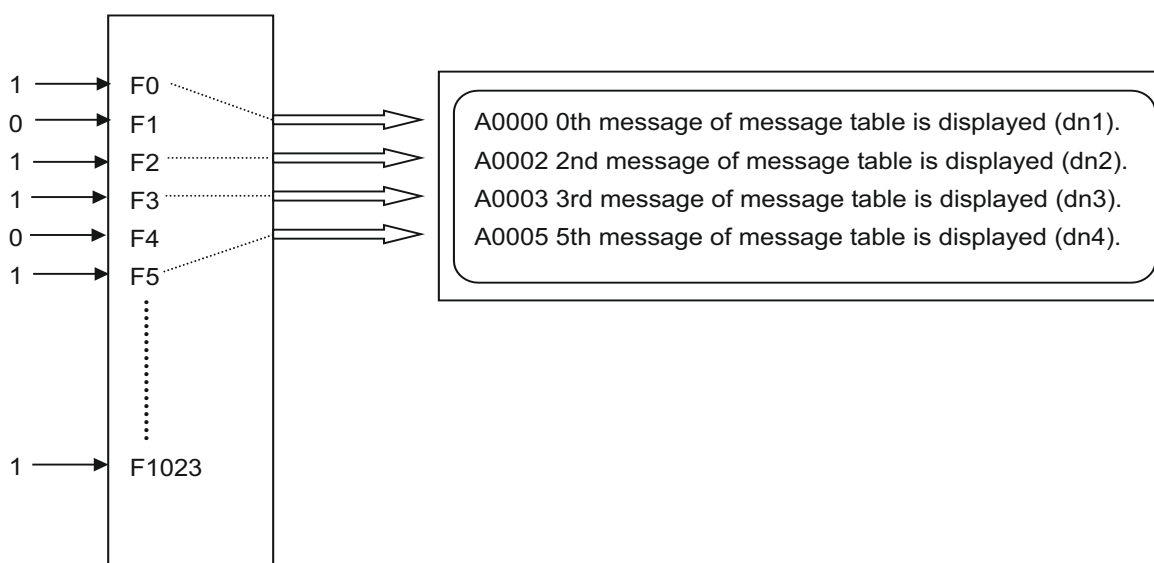 1 F0
0 F1
1 F2
1 F3
0 F4
1 F5
1 F1023
A0000 0th message of message table is displayed (dn1).
A0002 2nd message of message table is displayed (dn2).
A0003 3rd message of message table is displayed (dn3).
A0005 5th message of message table is displayed (dn4).